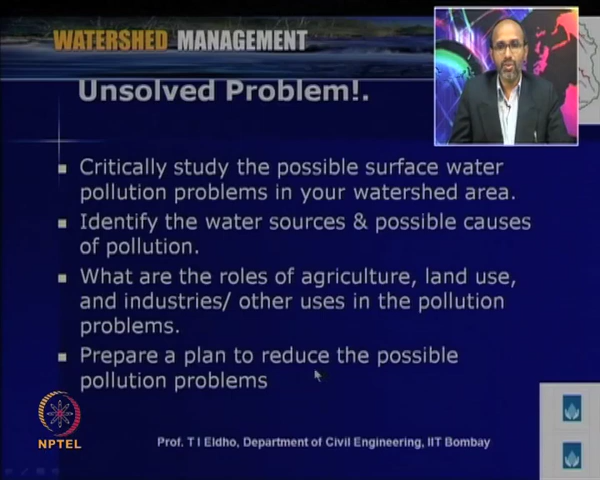 WATERSHED MANAGEMENT
Unsolved Problem!.
Critically study the possible surface water
pollution problems in your watershed area.
Identify the water sources & possible causes
of pollution.
What are the roles of agriculture, land use,
and industries/ other uses in the pollution
problems.
Prepare a plan to reduce the possible
pollution problems
NPTEL
Prof. T I Eldho, Department of Civil Engineering, IIT Bombay